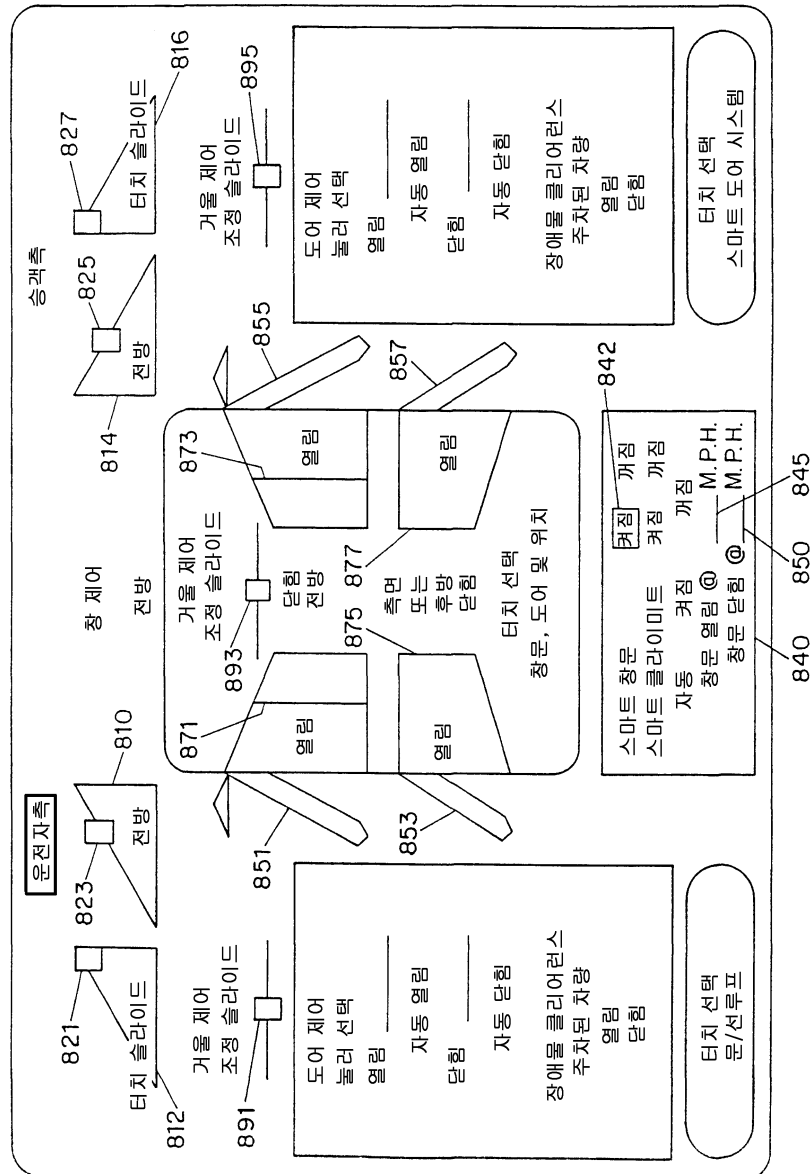 창 제어
운전자측
전방
승객측
821
823
810
825
827
터치 슬라이드
전방
전방
터치 슬라이드
812
814
816
거울 제어
조정 슬라이드
891
거울 제어
조정 슬라이드
893
거울 제어
조정 슬라이드
895
도어 제어
눌러 선택
열림
자동 열림
닫힘
자동 닫힘
장애물 클리어런스
주차된 차량
열림
닫힘
851
853
871
873
열림
열림
닫힘
전방
875
877
열림
열림
측면
또는
후방
닫힘
터치 선택
창문, 도어 및 위치
855
857
도어 제어
눌러 선택
열림
자동 열림
닫힘
자동 닫힘
장애물 클리어런스
주차된 차량
열림
닫힘
842
스마트 창문 켜짐 꺼짐
스마트 클라이미트 켜짐 꺼짐
자동 켜짐 꺼짐
창문 열림 @ M.P.H.
창문 닫힘 @ M.P.H.
840
850
845
터치 선택
문/선루프
터치 선택
스마트 도어 시스템